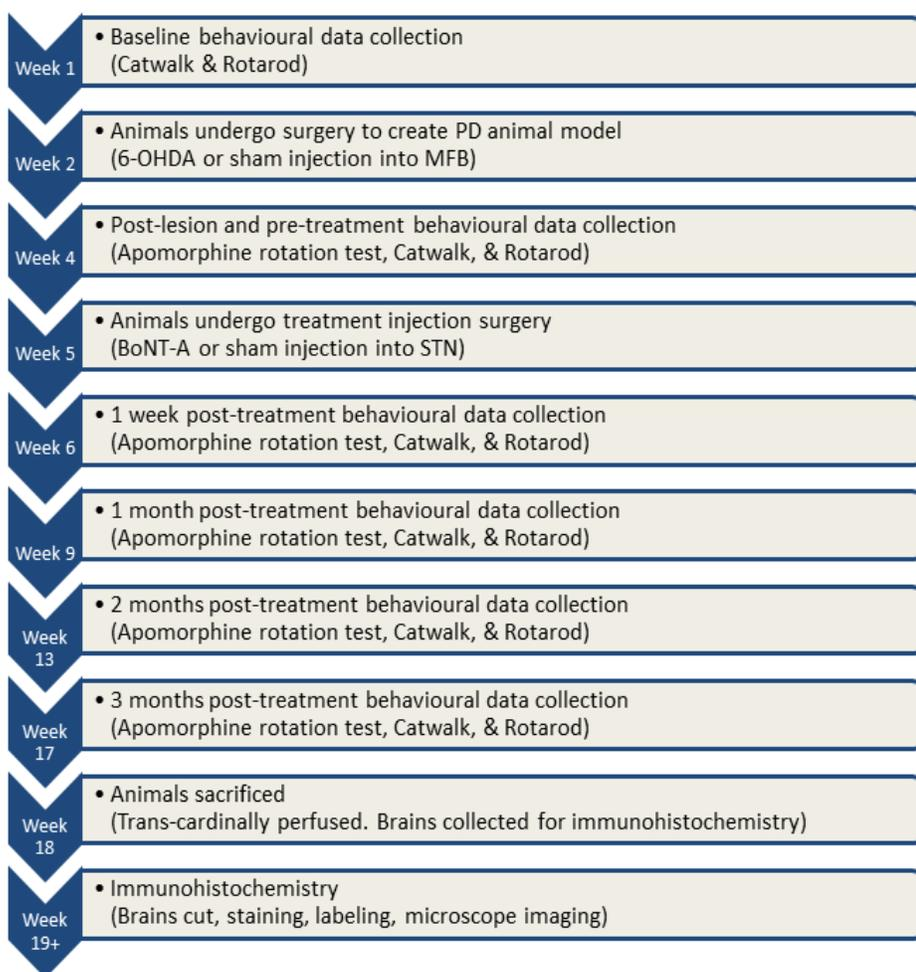 Week 1
• Baseline behavioural data collection
(Catwalk & Rotarod)
Week 2
• Animals undergo surgery to create PD animal model
(6-OHDA or sham injection into MFB)
Week 4
• Post-lesion and pre-treatment behavioural data collection
(Apomorphine rotation test, Catwalk, & Rotarod)
Week 5
• Animals undergo treatment injection surgery
(BoNT-A or sham injection into STN)
Week 6
• 1 week post-treatment behavioural data collection
(Apomorphine rotation test, Catwalk, & Rotarod)
Week 9
• 1 month post-treatment behavioural data collection
(Apomorphine rotation test, Catwalk, & Rotarod)
Week
13
• 2 months post-treatment behavioural data collection
(Apomorphine rotation test, Catwalk, & Rotarod)
Week
17
• 3 months post-treatment behavioural data collection
(Apomorphine rotation test, Catwalk, & Rotarod)
Week
18
• Animals sacrificed
(Trans-cardinally perfused. Brains collected for immunohistochemistry)
Week
19+
• Immunohistochemistry
(Brains cut, staining, labeling, microscope imaging)